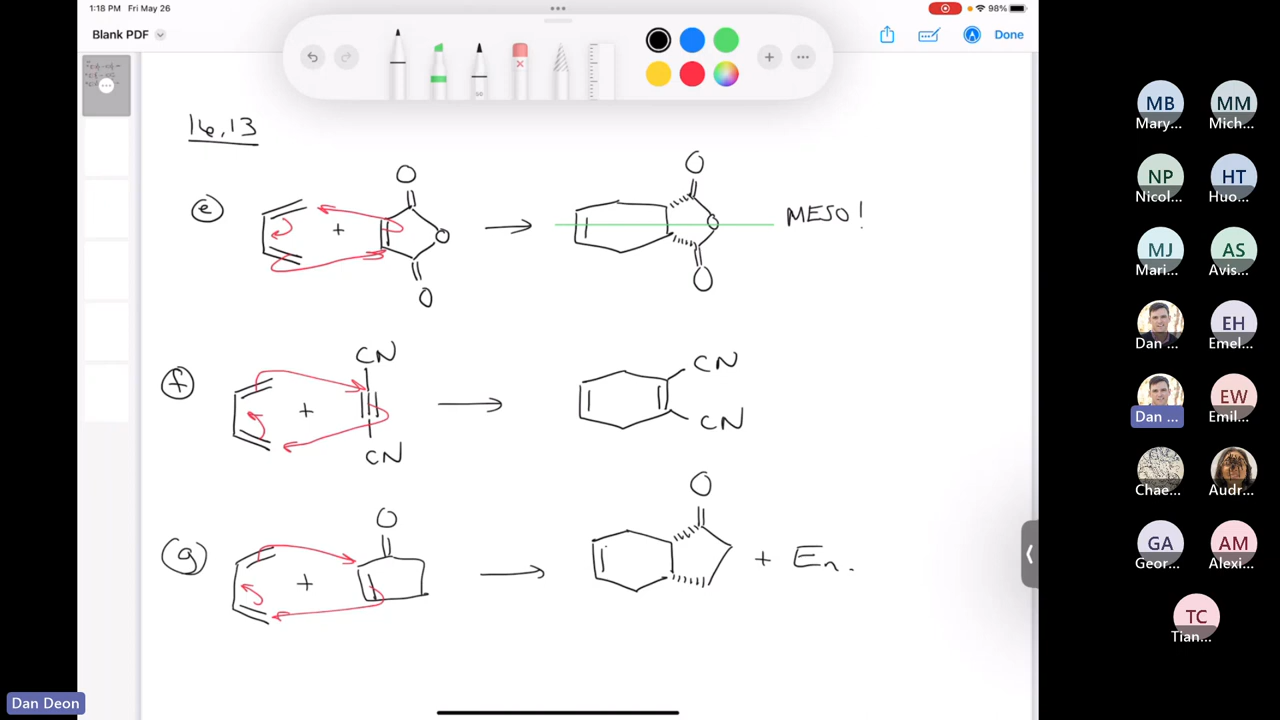 1:18 PM Fri May 26
98%
Blank PDF
Done
16,13
e
O
O
+
O
O
O
O
MESO!
f
CN
+
CN
CN
CN
g
O
+
O
+ En.
MB
Mary...
MM
Mich...
NP
Nicol...
HT
Huo...
MJ
Mari...
AS
Avis...
Dan ...
EH
Emel...
Dan ...
EW
Emil...
Chae...
Audr...
GA
Geor...
AM
Alexi...
TC
Tian...
Dan Deon